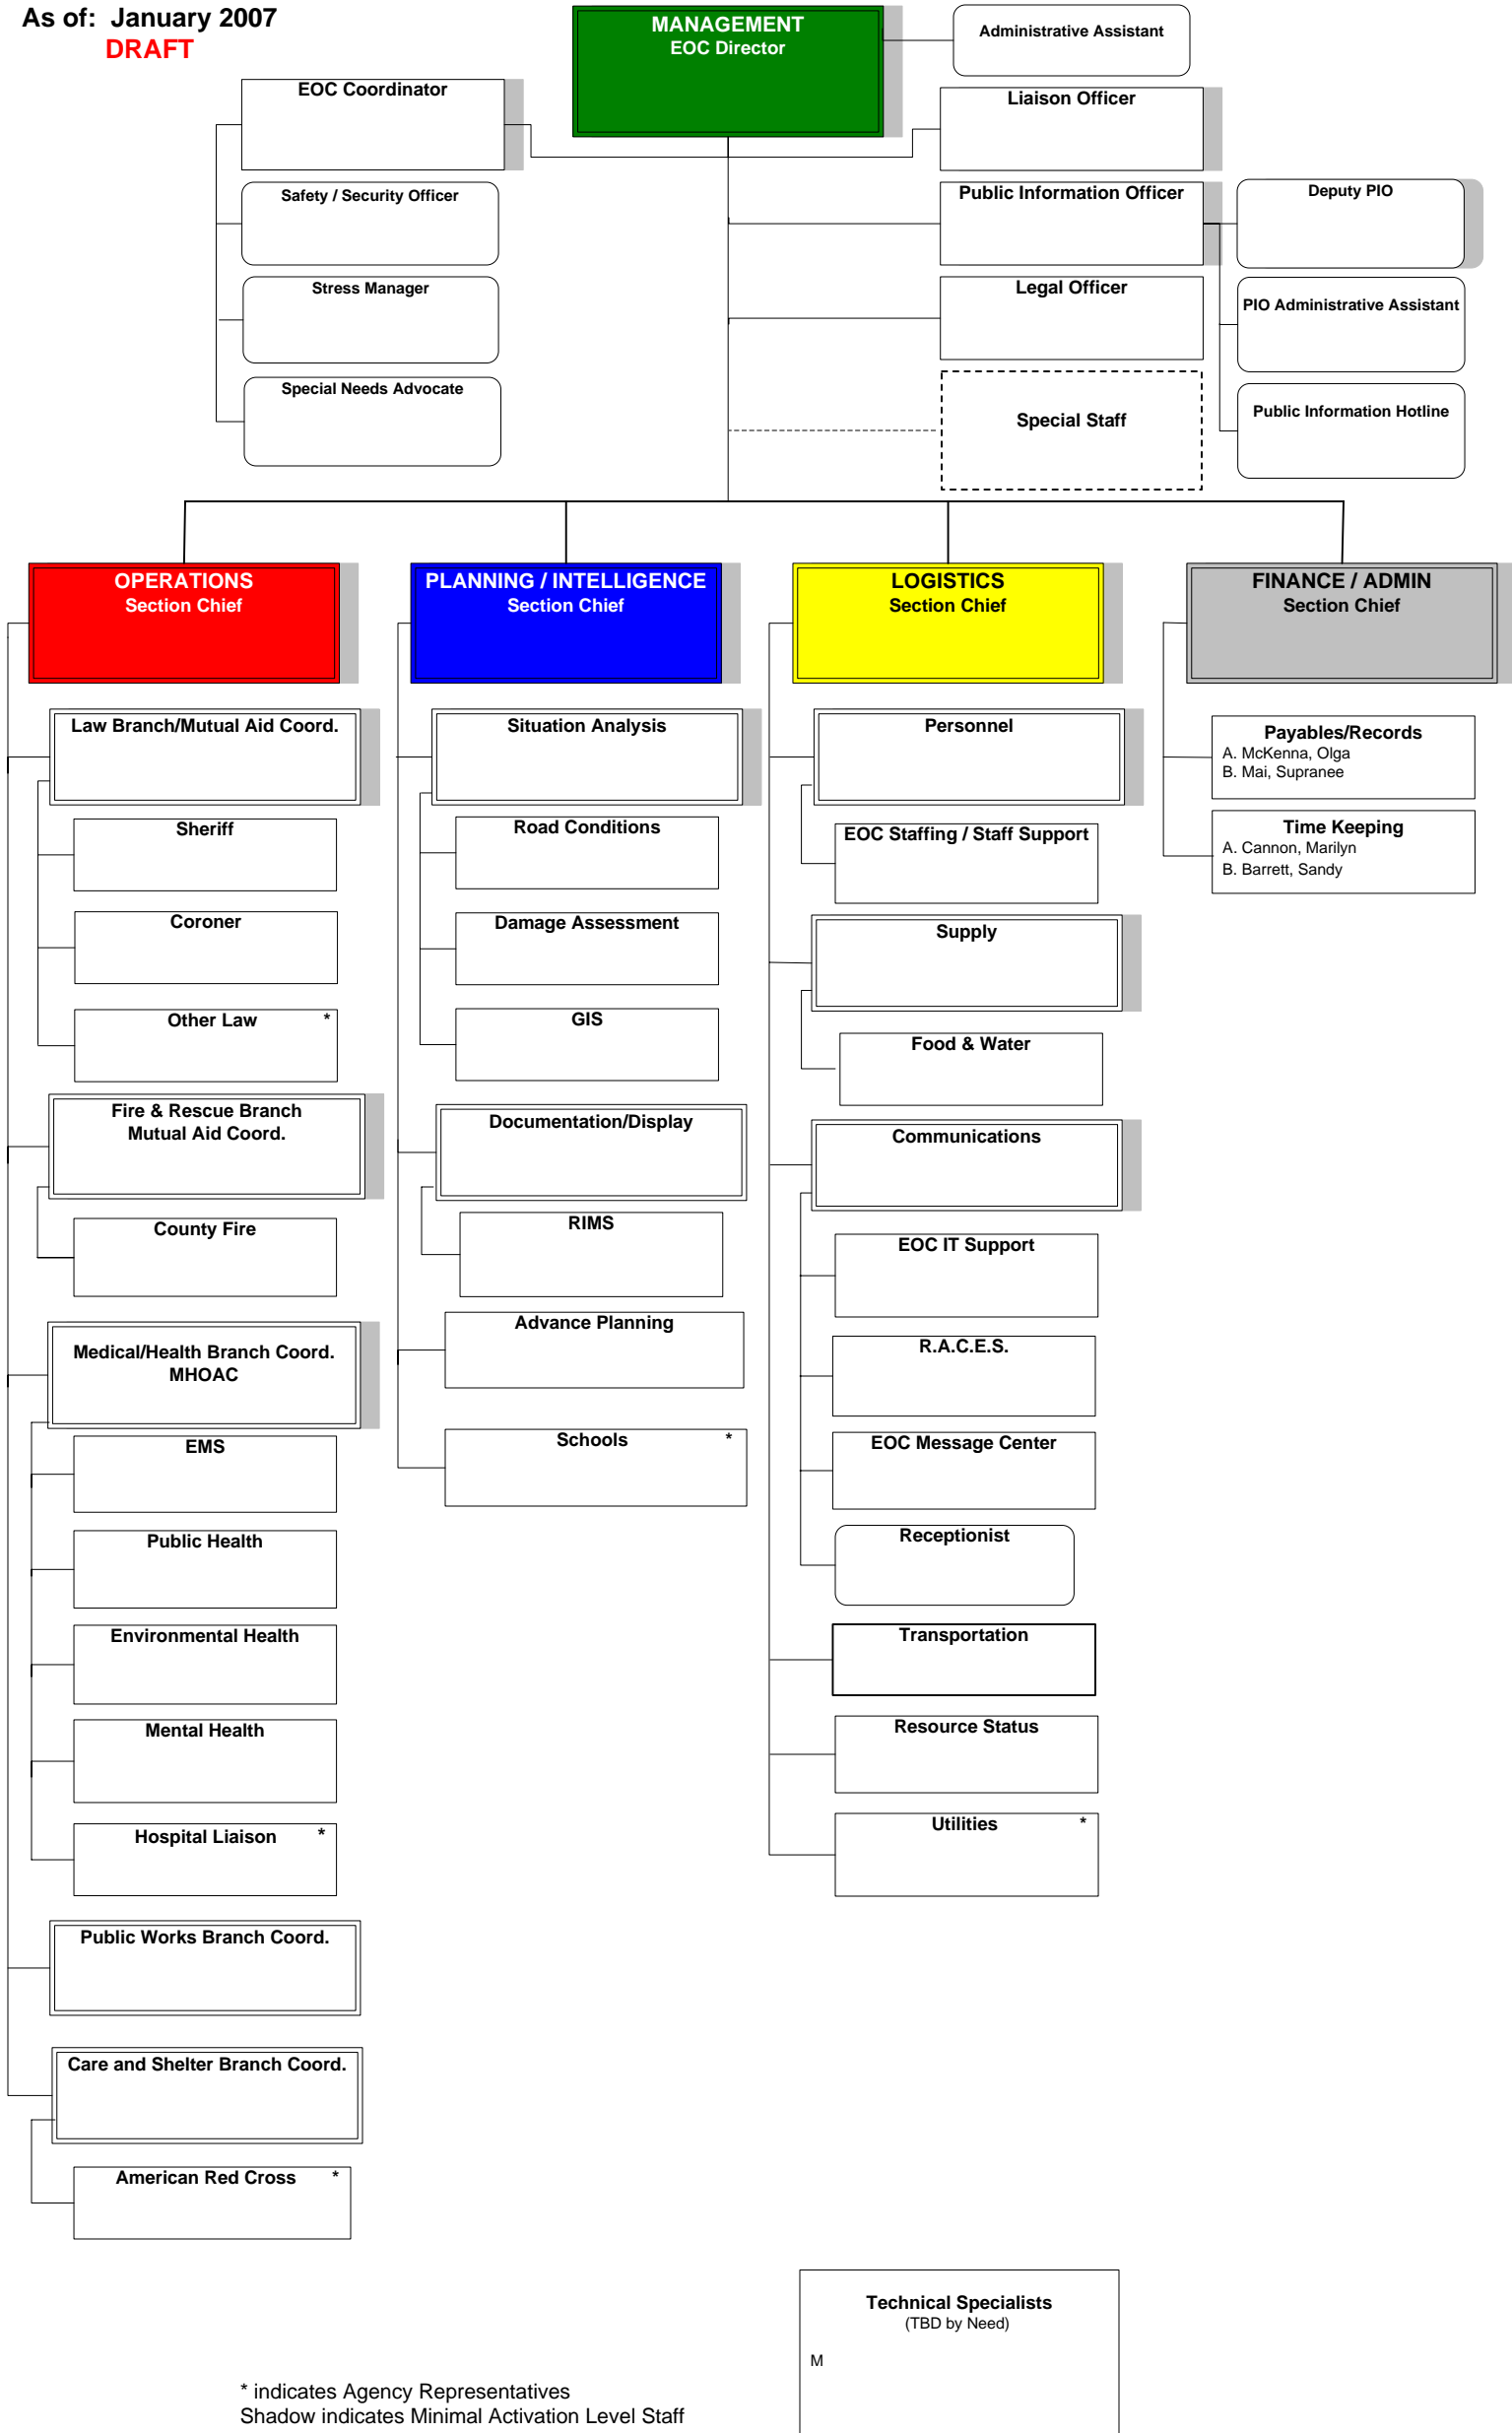 As of:  January 2007
DRAFT
MANAGEMENT
EOC Director
Administrative Assistant
EOC Coordinator
Liaison Officer
Safety / Security Officer
Public Information Officer
Deputy PIO
Stress Manager
Legal Officer
PIO Administrative Assistant
Special Needs Advocate
Special Staff
Public Information Hotline
OPERATIONS
Section Chief
Law Branch/Mutual Aid Coord.
Sheriff
Coroner
Other Law *
Fire & Rescue Branch
Mutual Aid Coord.
County Fire
Medical/Health Branch Coord.
MHOAC
EMS
Public Health
Environmental Health
Mental Health
Hospital Liaison *
Public Works Branch Coord.
Care and Shelter Branch Coord.
American Red Cross *
PLANNING / INTELLIGENCE
Section Chief
Situation Analysis
Road Conditions
Damage Assessment
GIS
Documentation/Display
RIMS
Advance Planning
Schools *
LOGISTICS
Section Chief
Personnel
EOC Staffing / Staff Support
Supply
Food & Water
Communications
EOC IT Support
R.A.C.E.S.
EOC Message Center
Receptionist
Transportation
Resource Status
Utilities *
FINANCE / ADMIN
Section Chief
Payables/Records
A. McKenna, Olga
B. Mai, Supranee
Time Keeping
A. Cannon, Marilyn
B. Barrett, Sandy
Technical Specialists
(TBD by Need)
M
* indicates Agency Representatives
Shadow indicates Minimal Activation Level Staff